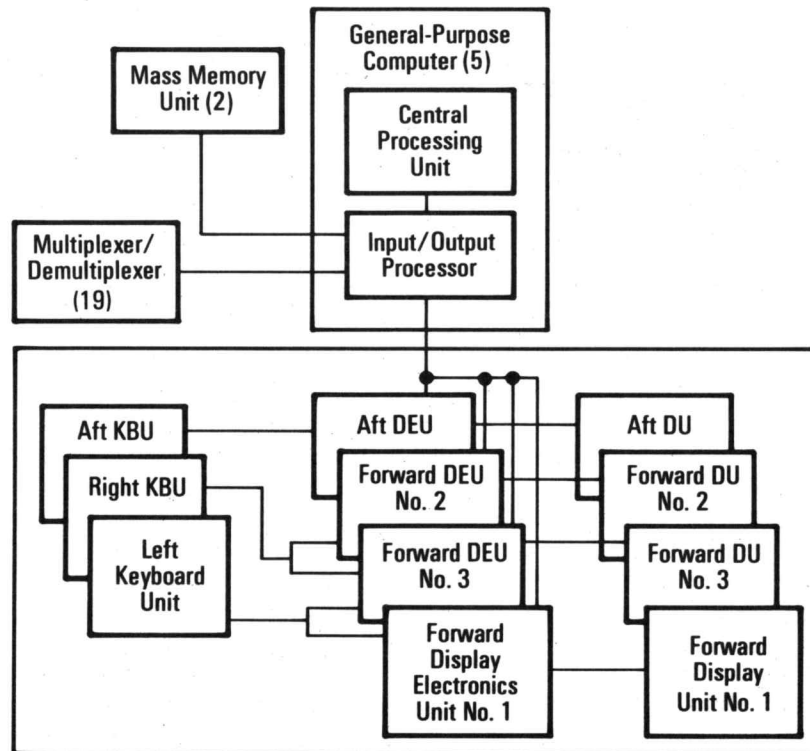 General-Purpose
Computer (5)
Mass Memory
Unit (2)
Central
Processing
Unit
Multiplexer/
Demultiplexer
(19)
Input/Output
Processor
Aft KBU
Aft DEU
Aft DU
Right KBU
Forward DEU
No. 2
Forward DU
No. 2
Left
Keyboard
Unit
Forward DEU
No. 3
Forward DU
No. 3
Forward
Display
Electronics
Unit No. 1
Forward
Display
Unit No. 1